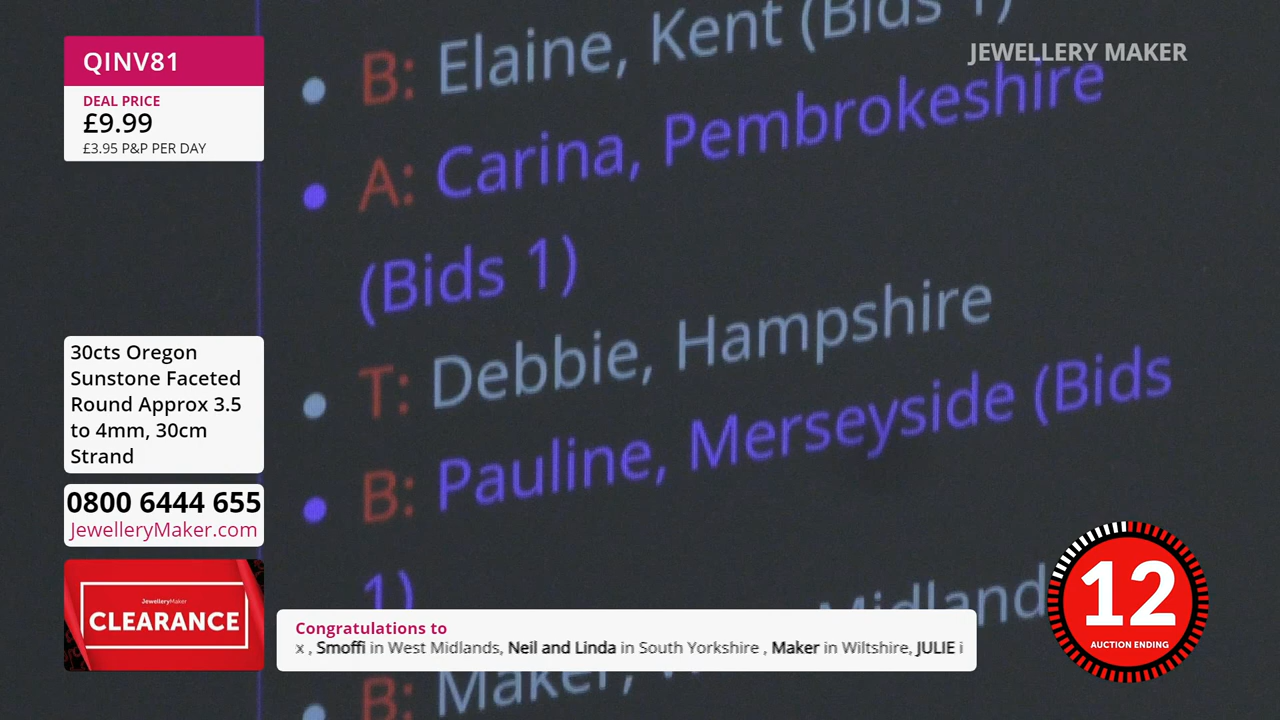 QINV81
DEAL PRICE
£9.99
£3.95 P&P PER DAY
JEWELLERY MAKER
B: Elaine, Kent (Bids 1)
A: Carina, Pembrokeshire
(Bids 1)
T: Debbie, Hampshire
B: Pauline, Merseyside (Bids
1)
Midland
B: Maker,
30cts Oregon
Sunstone Faceted
Round Approx 3.5
to 4mm, 30cm
Strand
0800 6444 655
JewelleryMaker.com
JewelleryMaker
CLEARANCE
Congratulations to
x , Smoffi in West Midlands, Neil and Linda in South Yorkshire , Maker in Wiltshire, JULIE i
12
AUCTION ENDING